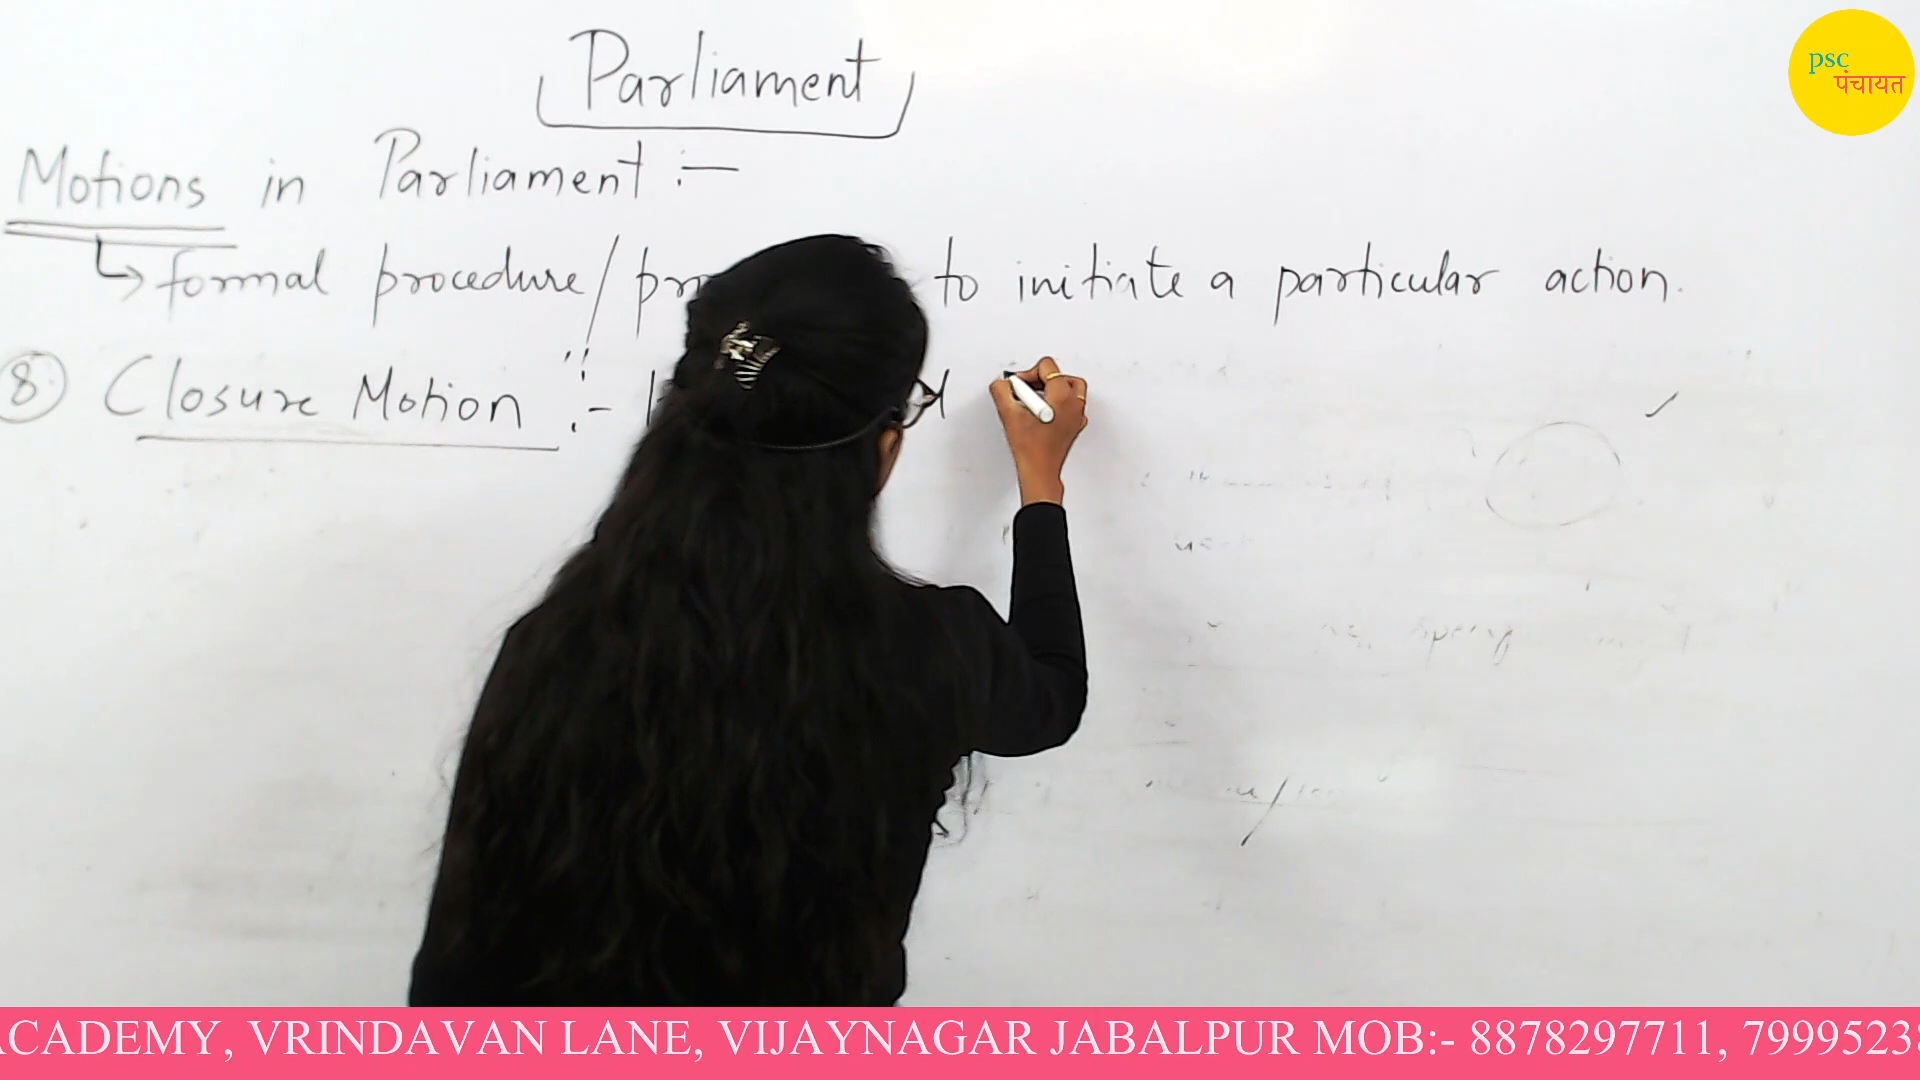 Parliament
psc
पंचायत
Motions in Parliament :-
formal procedure/ to initiate a particular action.
8 Closure Motion :-
CADEMY, VRINDAVAN LANE, VIJAYNAGAR JABALPUR MOB:- 8878297711, 7999523